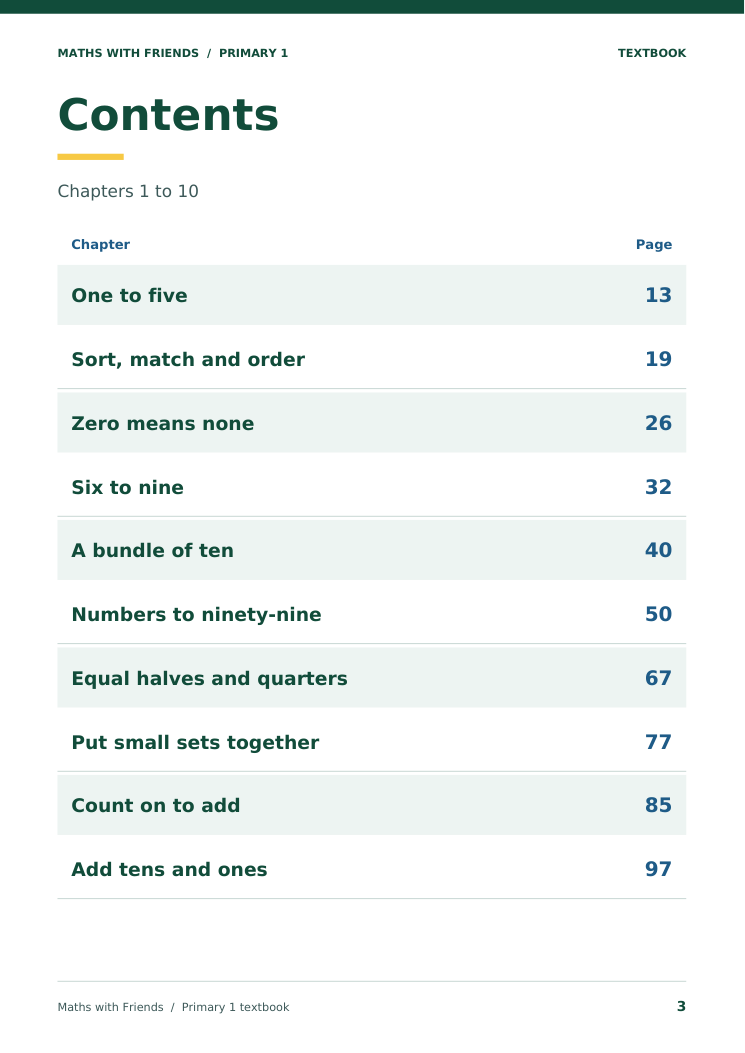 MATHS WITH FRIENDS / PRIMARY 1 TEXTBOOK
Contents
Chapters 1 to 10
Chapter Page
One to five 13
Sort, match and order 19
Zero means none 26
Six to nine 32
A bundle of ten 40
Numbers to ninety-nine 50
Equal halves and quarters 67
Put small sets together 77
Count on to add 85
Add tens and ones 97
Maths with Friends / Primary 1 textbook 3